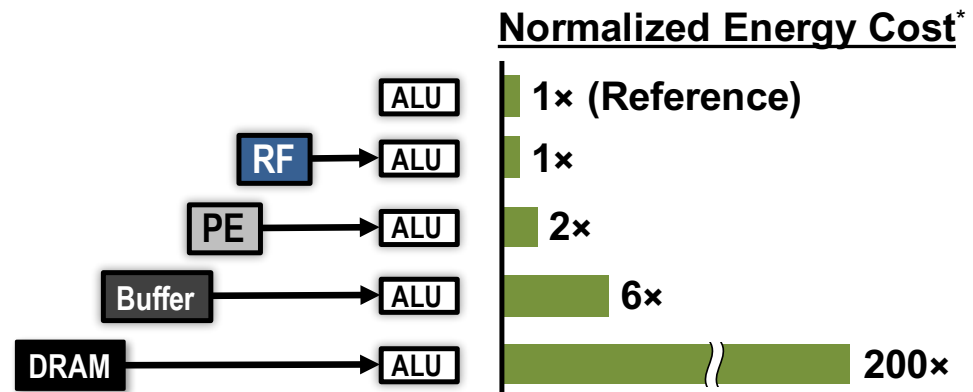 Normalized Energy Cost*
ALU 1× (Reference)
RF ALU 1×
PE ALU 2×
Buffer ALU 6×
DRAM ALU 200×